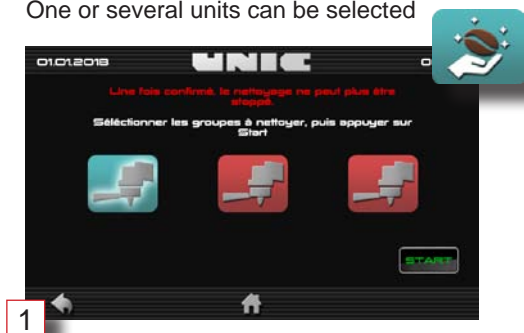 One or several units can be selected
01.01.2018
UNIC
Une fois confirmé, le nettoyage ne peut plus être
stoppé.
Séléctionner les groupes à nettoyer, puis appuyer sur
Start
START
1